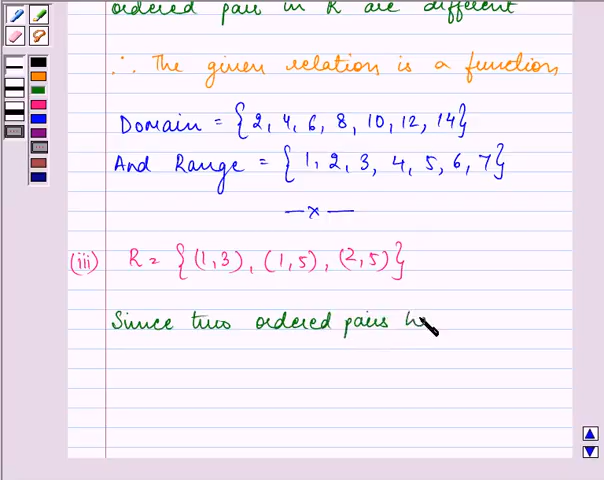 ordered pair in R are different
∴ The given relation is a function
Domain = {2, 4, 6, 8, 10, 12, 14}
And Range = {1, 2, 3, 4, 5, 6, 7}
—x—
(iii) R = {(1,3), (1,5), (2,5)}
Since two ordered pairs